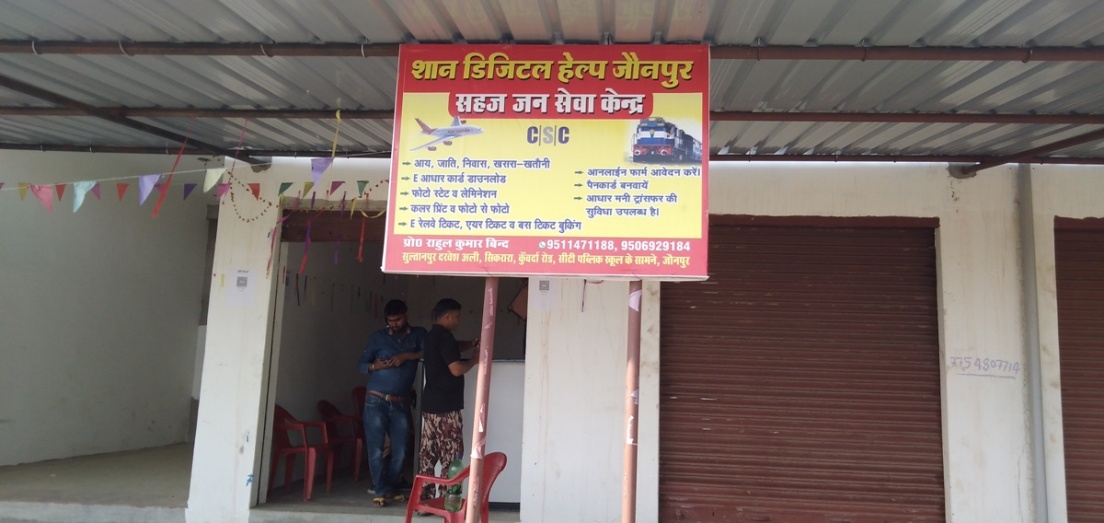 शान डिजिटल हेल्प जौनपुर
सहज जन सेवा केन्द्र
C|S|C
➔ आय, जाति, निवास, खसरा-खतौनी
➔ E आधार कार्ड डाउनलोड
➔ फोटो स्टेट व लेमिनेशन
➔ कलर प्रिंट व फोटो से फोटो
➔ E रेलवे टिकट, एयर टिकट व बस टिकट बुकिंग
➔ आनलाईन फार्म आवेदन करें।
➔ पैनकार्ड बनवायें
➔ आधार मनी ट्रांसफर की
सुविधा उपलब्ध है।
प्रो० राहुल कुमार बिन्द 9511471188, 9506929184
सुल्तानपुर दरवेश अली, सिकरारा, कुँवर्दा रोड, सीटी पब्लिक स्कूल के सामने, जौनपुर